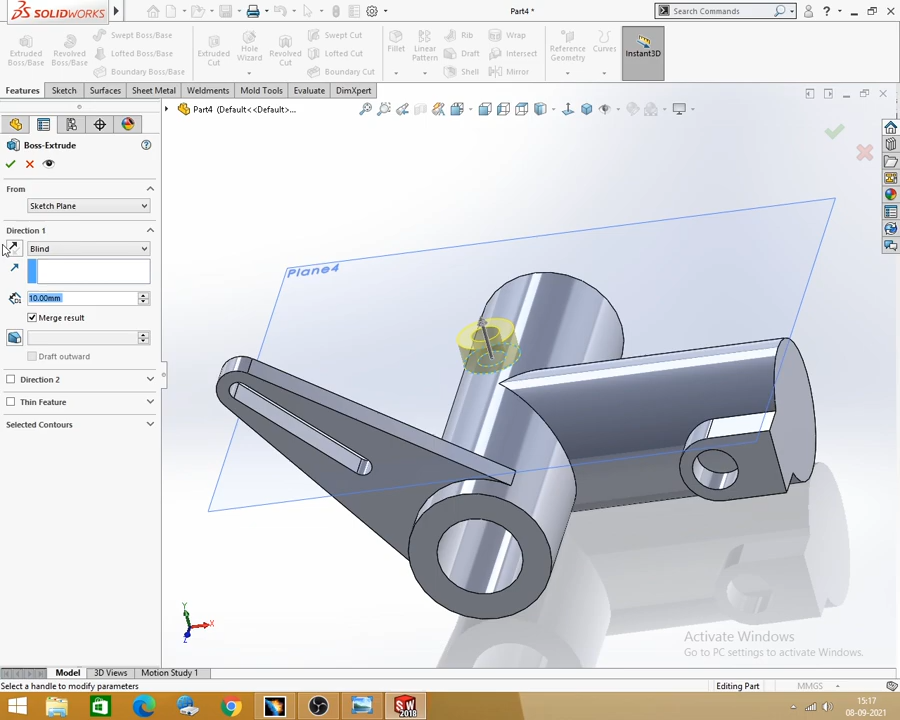 SOLIDWORKS
Part4 *
Search Commands
?
Extruded Boss/Base
Revolved Boss/Base
Swept Boss/Base
Lofted Boss/Base
Boundary Boss/Base
Extruded Cut
Hole Wizard
Revolved Cut
Swept Cut
Lofted Cut
Boundary Cut
Fillet
Linear Pattern
Rib
Draft
Shell
Wrap
Intersect
Mirror
Reference Geometry
Curves
Instant3D
Features
Sketch
Surfaces
Sheet Metal
Weldments
Mold Tools
Evaluate
DimXpert
Part4 (Default<<Default>...
Boss-Extrude
From
Sketch Plane
Direction 1
Blind
10.00mm
Merge result
Draft outward
Direction 2
Thin Feature
Selected Contours
Plane4
Y
X
Z
Activate Windows
Go to PC settings to activate Windows.
Model
3D Views
Motion Study 1
Select a handle to modify parameters
Editing Part
MMGS
SW
2018
15:17
08-09-2021